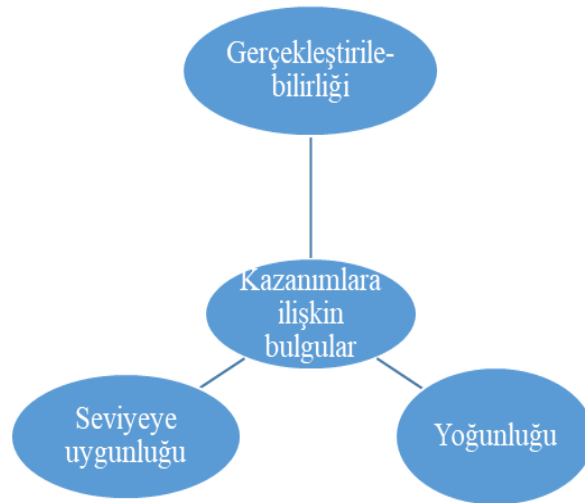 Gerçekleştirile-
bilirliği
Kazanımlara
ilişkin
bulgular
Seviyeye
uygunluğu
Yoğunluğu